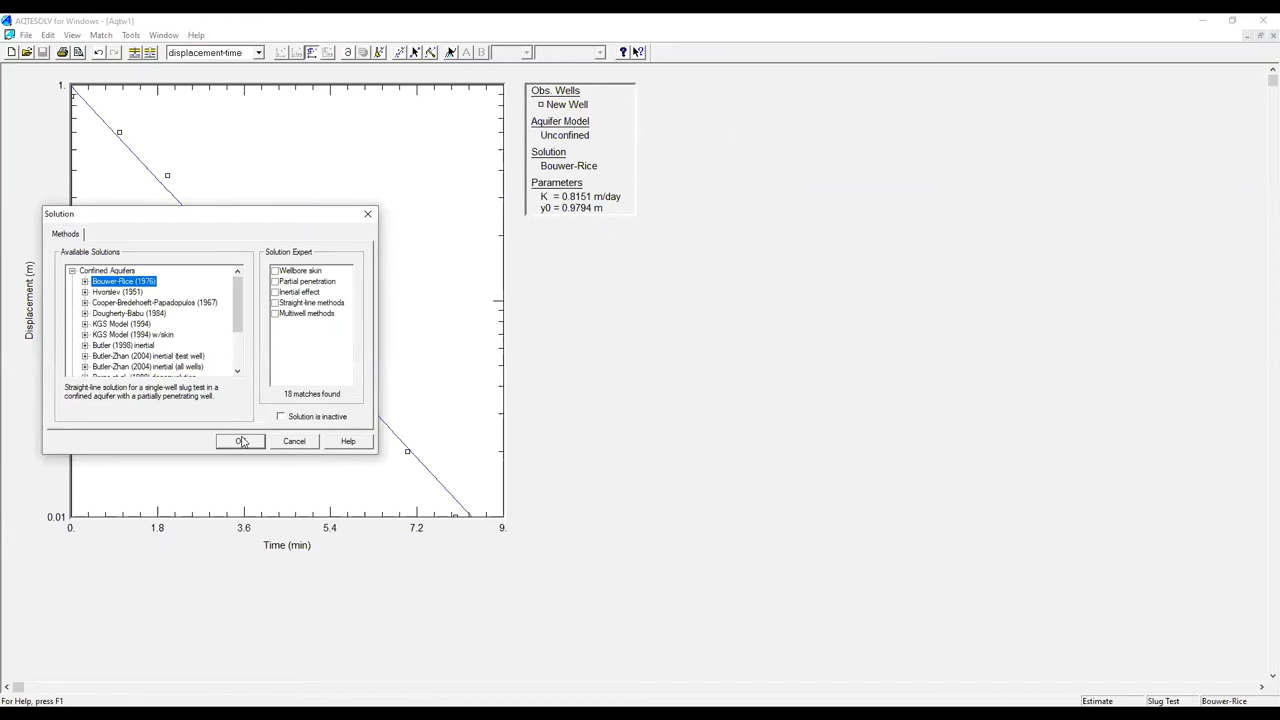 AQTESOLV for Windows - [Aqtw1]
File Edit View Match Tools Window Help
displacement-time
Obs. Wells
New Well
Aquifer Model
Unconfined
Solution
Bouwer-Rice
Parameters
K = 0.8151 m/day
y0 = 0.9794 m
1.
Displacement (m)
0.01
0. 1.8 3.6 5.4 7.2 9.
Time (min)
Solution
Methods
Available Solutions
Confined Aquifers
Bouwer-Rice (1976)
Hvorslev (1951)
Cooper-Bredehoeft-Papadopulos (1967)
Dougherty-Babu (1984)
KGS Model (1994)
KGS Model (1994) w/skin
Butler (1998) inertial
Butler-Zhan (2004) inertial (test well)
Butler-Zhan (2004) inertial (all wells)
Straight-line solution for a single-well slug test in a
confined aquifer with a partially penetrating well.
Solution Expert
Wellbore skin
Partial penetration
Inertial effect
Straight-line methods
Multiwell methods
18 matches found
Solution is inactive
Cancel Help
For Help, press F1
Estimate Slug Test Bouwer-Rice